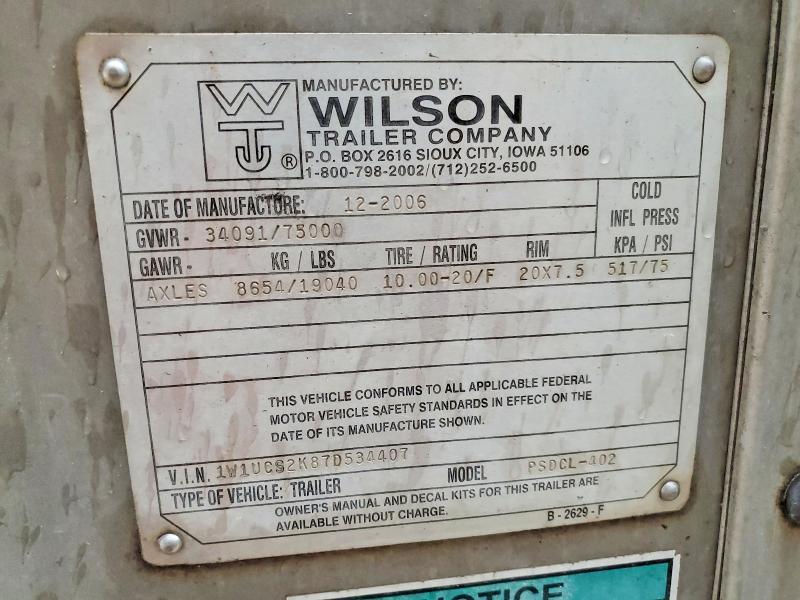 WT
®
MANUFACTURED BY:
WILSON
TRAILER COMPANY
P.O. BOX 2616 SIOUX CITY, IOWA 51106
1-800-798-2002/(712)252-6500
DATE OF MANUFACTURE: 12-2006
GVWR- 34091/75000
COLD
INFL PRESS
KPA / PSI
GAWR- KG / LBS TIRE / RATING RIM
AXLES 8654/19040 10.00-20/F 20X7.5 517/75
THIS VEHICLE CONFORMS TO ALL APPLICABLE FEDERAL
MOTOR VEHICLE SAFETY STANDARDS IN EFFECT ON THE
DATE OF ITS MANUFACTURE SHOWN.
V.I.N. 1W1UCS2K87D534407 MODEL PSDCL-402
TYPE OF VEHICLE: TRAILER
OWNER'S MANUAL AND DECAL KITS FOR THIS TRAILER ARE
AVAILABLE WITHOUT CHARGE. B - 2629 - F
NOTICE